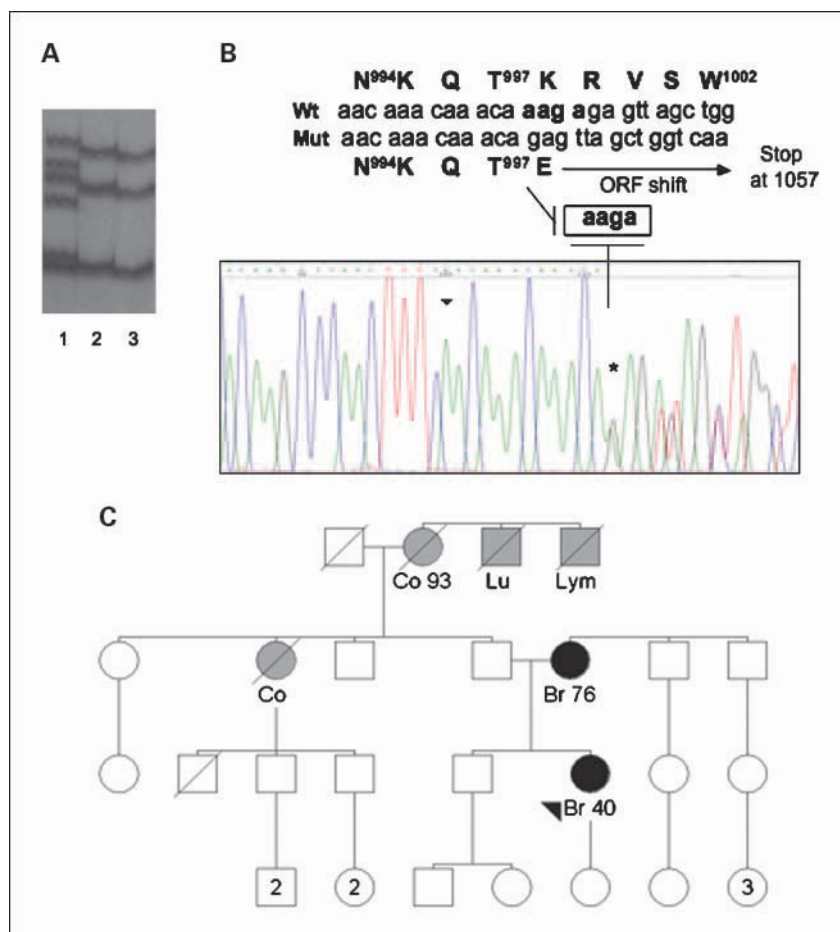 A
1 2 3
B
N994K Q T997 K R V S W1002
Wt aac aaa caa aca aag aga gtt agc tgg
Mut aac aaa caa aca gag tta gct ggt caa
N994K Q T997 E
ORF shift
Stop
at 1057
aaga
*
C
Co 93 Lu Lym
Co Br 76
Br 40
2 2 3